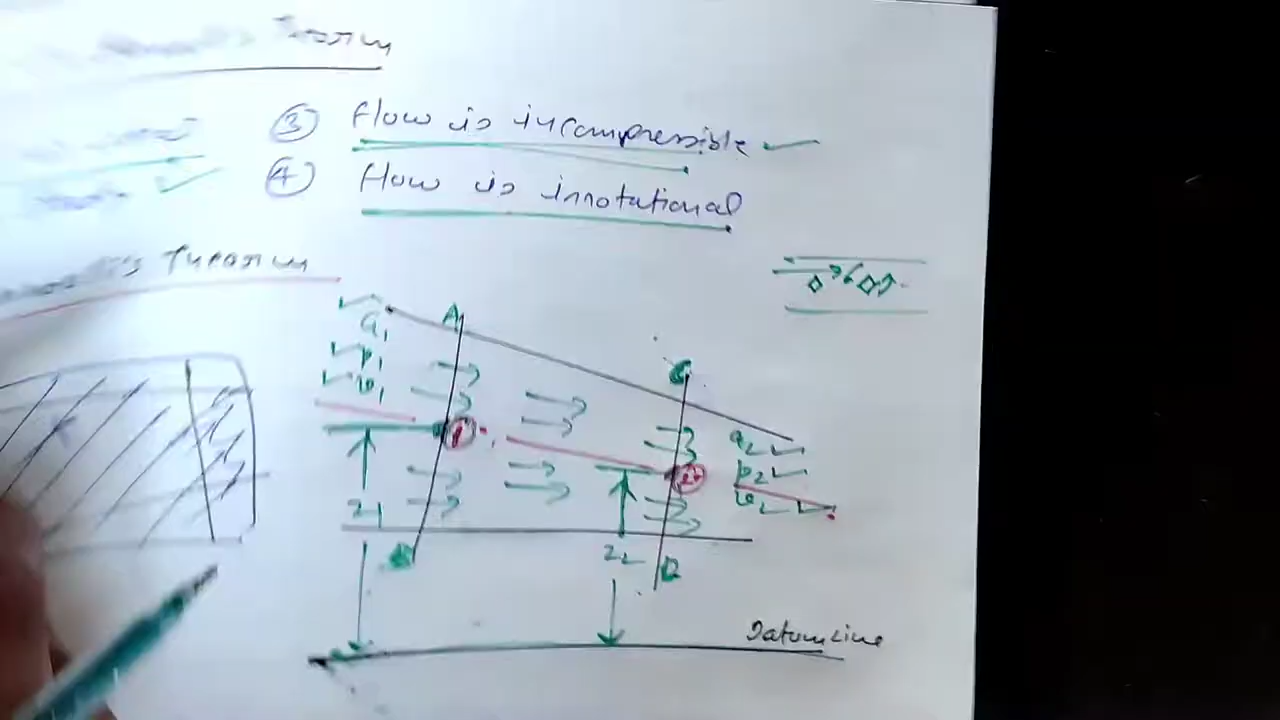 Theorem
③ Flow is incompressible
④ Flow is irrotational
Theorem
a₁
p₁
v₁
A
C
1
2
a₂
p₂
v₂
z₁
z₂
B
D
Datum Line